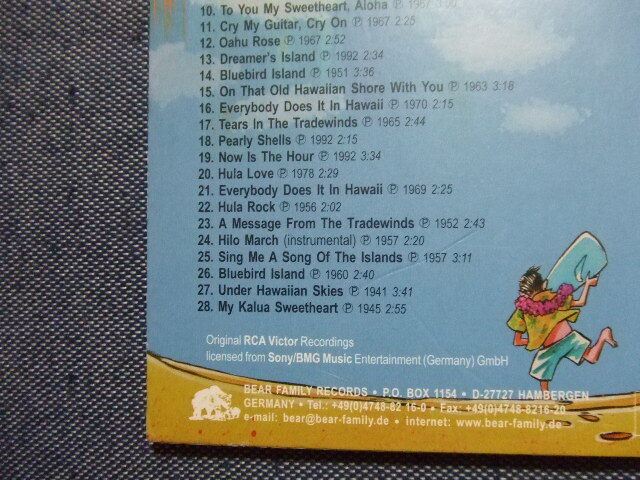 10. To You My Sweetheart, Aloha ℗ 1967 3:00
11. Cry My Guitar, Cry On ℗ 1967 2:25
12. Oahu Rose ℗ 1967 2:52
13. Dreamer's Island ℗ 1992 2:34
14. Bluebird Island ℗ 1951 3:36
15. On That Old Hawaiian Shore With You ℗ 1963 3:18
16. Everybody Does It In Hawaii ℗ 1970 2:15
17. Tears In The Tradewinds ℗ 1965 2:44
18. Pearly Shells ℗ 1992 2:15
19. Now Is The Hour ℗ 1992 3:34
20. Hula Love ℗ 1978 2:29
21. Everybody Does It In Hawaii ℗ 1969 2:25
22. Hula Rock ℗ 1956 2:02
23. A Message From The Tradewinds ℗ 1952 2:43
24. Hilo March (instrumental) ℗ 1957 2:20
25. Sing Me A Song Of The Islands ℗ 1957 3:11
26. Bluebird Island ℗ 1960 2:40
27. Under Hawaiian Skies ℗ 1941 3:41
28. My Kalua Sweetheart ℗ 1945 2:55
Original RCA Victor Recordings
licensed from Sony/BMG Music Entertainment (Germany) GmbH
BEAR FAMILY RECORDS • P.O. BOX 1154 • D-27727 HAMBERGEN
GERMANY • Tel.: +49(0)4748-82 16-0 • Fax: +49(0)4748-8216-20
e-mail: bear@bear-family.de • internet: www.bear-family.de